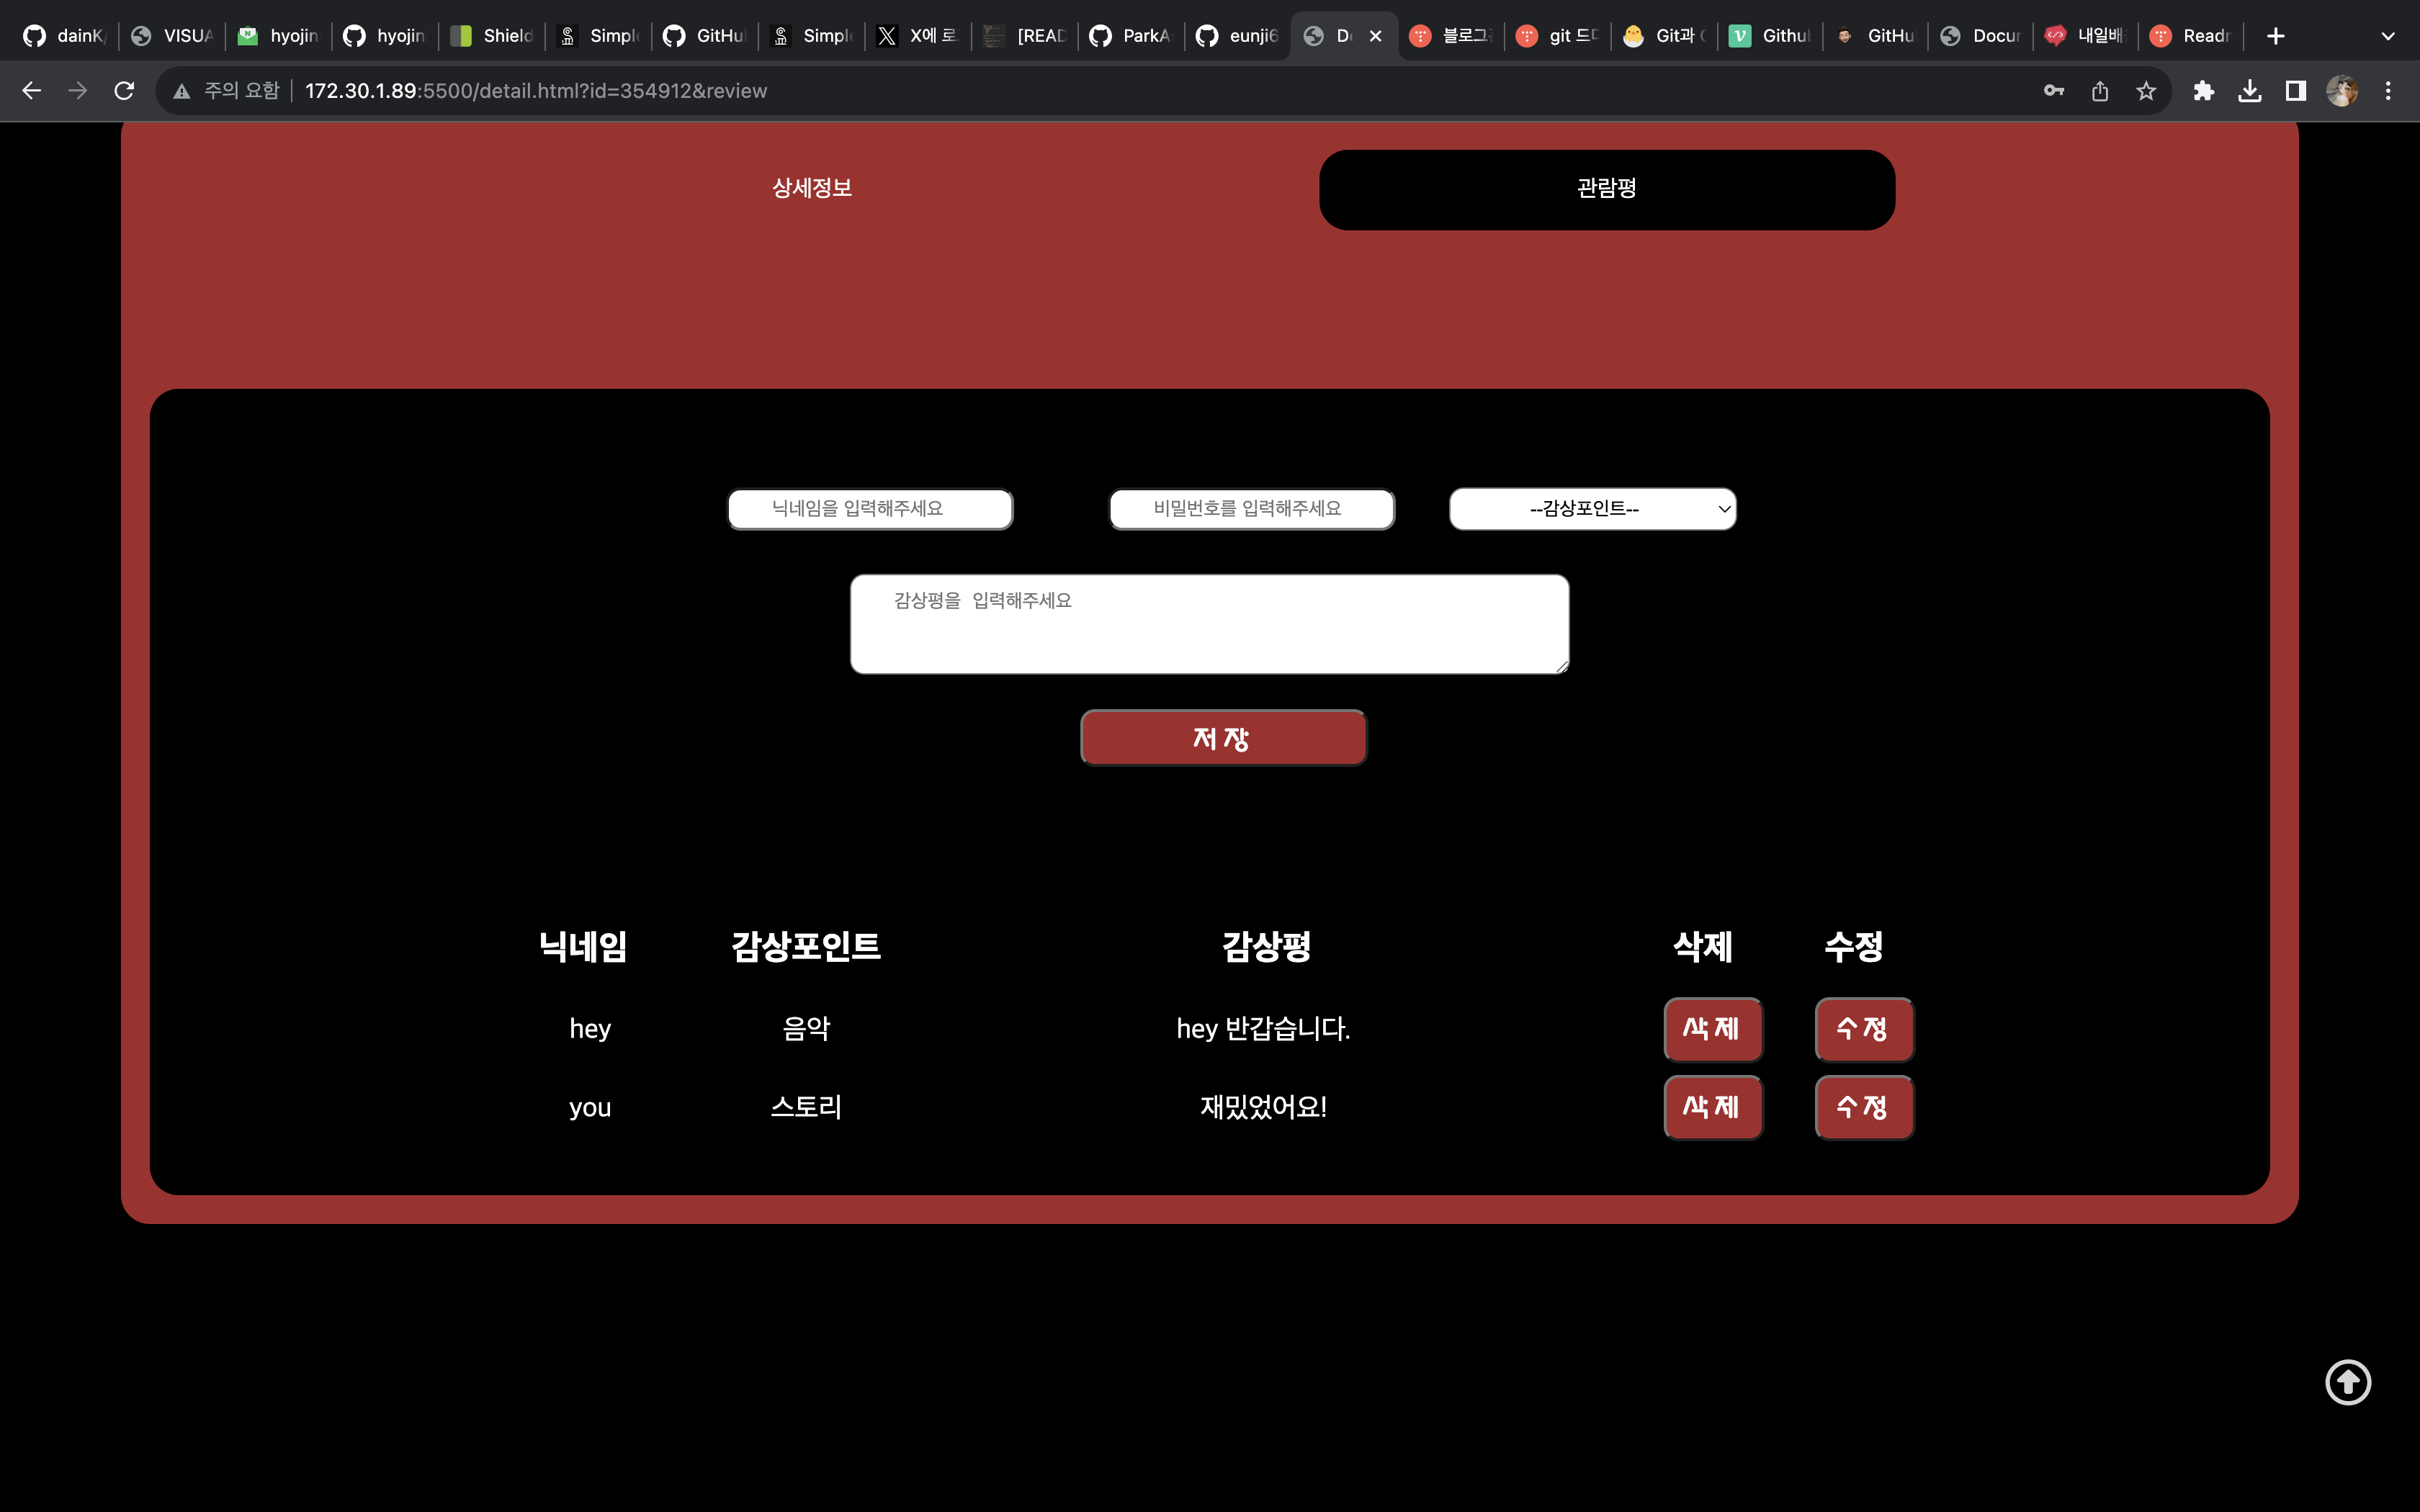 dainK VISUA hyojin hyojin Shield Simple GitHu Simple X에 로 [READ ParkA eunji6 Do 블로그 git 드 Git과 Githu GitHu Docur 내일배 Readr
주의 요함 172.30.1.89:5500/detail.html?id=354912&review
상세정보 관람평
닉네임을 입력해주세요 비밀번호를 입력해주세요 --감상포인트--
감상평을 입력해주세요
저장
닉네임 감상포인트 감상평 삭제 수정
hey 음악 hey 반갑습니다. 삭제 수정
you 스토리 재밌었어요! 삭제 수정